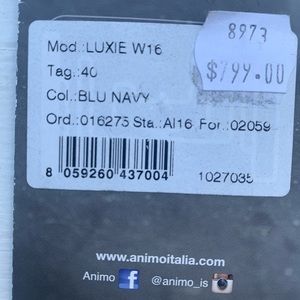 8973
$799.00
Mod.:LUXIE W16
Tag.:40
Col.:BLU NAVY
Ord.:016275 Sta.:AI16 For.:02059
8 059260 437004
1027035
www.animoitalia.com
Animo @animo_is